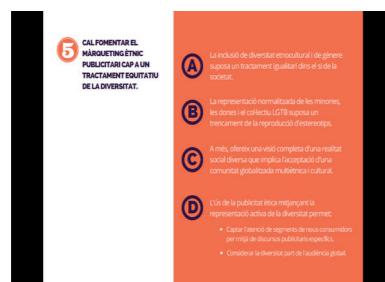 5
CAL FOMENTAR EL
MÀRQUETING ÈTNIC
PUBLICITARI CAP A UN
TRACTAMENT EQUITATIU
DE LA DIVERSITAT.
A
La inclusió de diversitat etnocultural i de gènere
suposa un tractament igualitari dins el si de la
societat.
B
La representació normalitzada de les minories,
les dones i el col·lectiu LGTB suposa un
trencament de la reproducció d'estereotips.
C
A més, ofereix una visió completa d'una realitat
social diversa que implica l'acceptació d'una
comunitat globalitzada multiètnica i cultural.
D
L'ús de la publicitat ètica mitjançant la
representació activa de la diversitat permet:
• Captar l'atenció de segments de nous consumidors
per mitjà de discursos publicitaris específics.
• Considerar la diversitat part de l'audiència global.